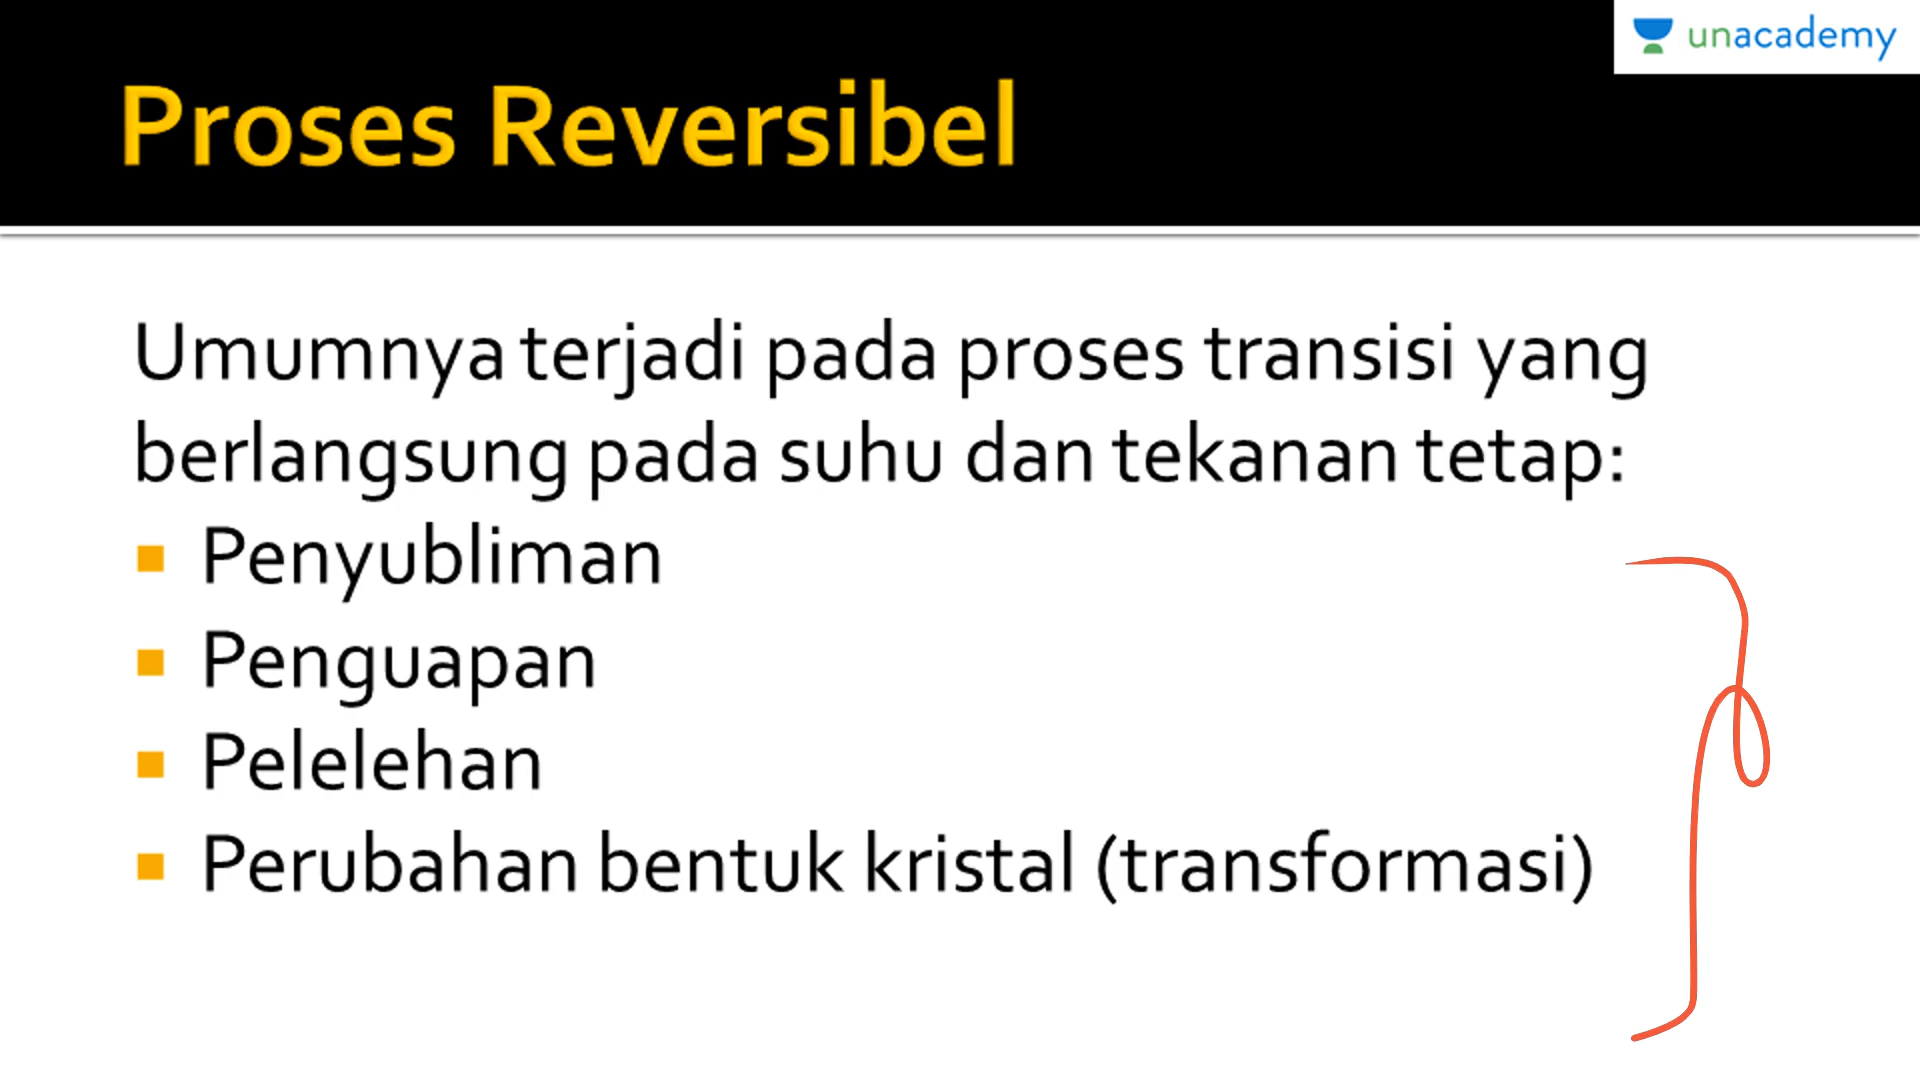 unacademy
Proses Reversibel
Umumnya terjadi pada proses transisi yang
berlangsung pada suhu dan tekanan tetap:
Penyubliman
Penguapan
Pelelehan
Perubahan bentuk kristal (transformasi)